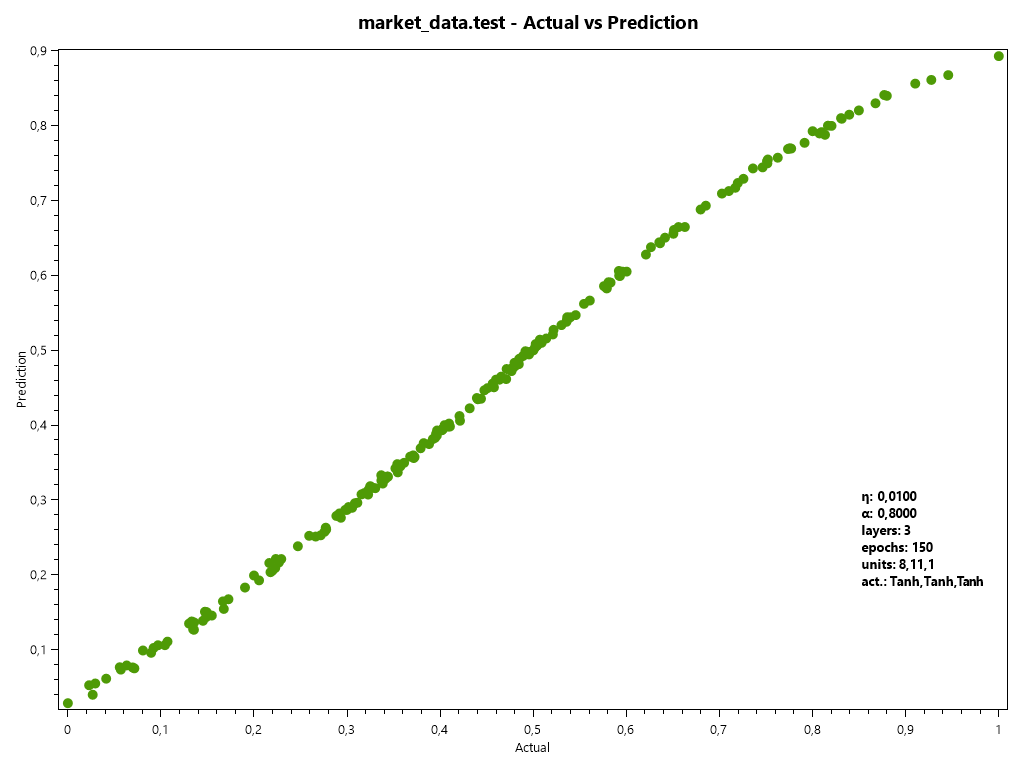 market_data.test - Actual vs Prediction
0,9
0,8
0,7
0,6
0,5
0,4
0,3
0,2
0,1
Prediction
η: 0,0100
α: 0,8000
layers: 3
epochs: 150
units: 8,11,1
act.: Tanh,Tanh,Tanh
0 0,1 0,2 0,3 0,4 0,5 0,6 0,7 0,8 0,9 1
Actual